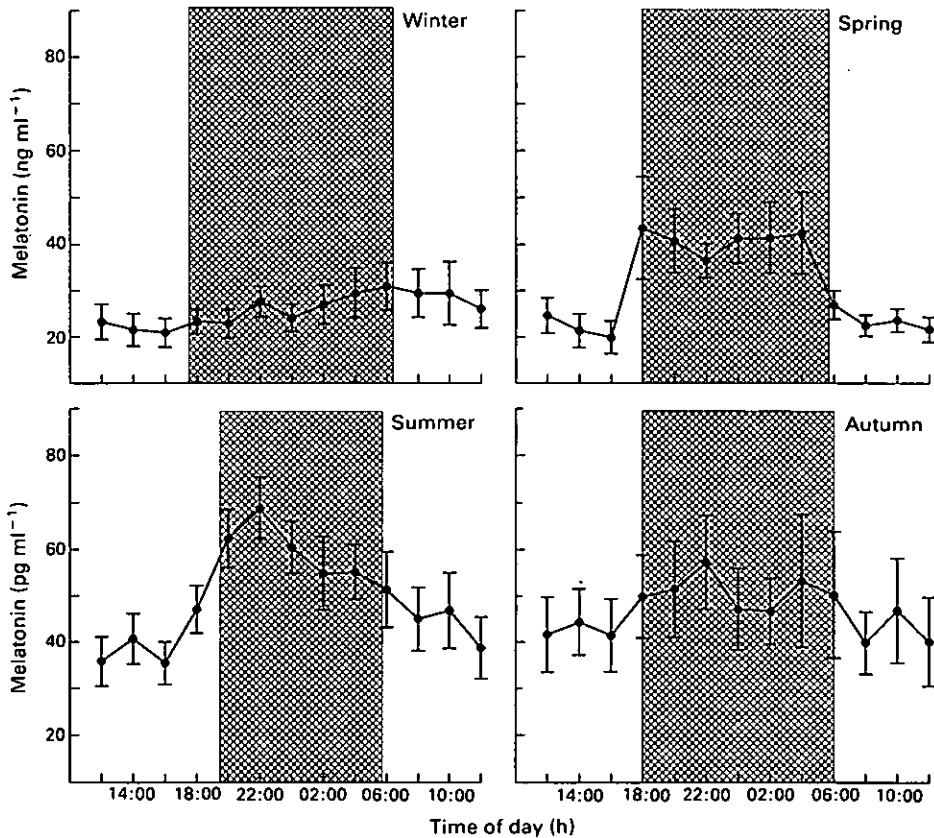 Winter
Spring
Melatonin (ng ml⁻¹)
80
60
40
20
Summer
Autumn
Melatonin (pg ml⁻¹)
80
60
40
20
14:00 18:00 22:00 02:00 06:00 10:00
14:00 18:00 22:00 02:00 06:00 10:00
Time of day (h)